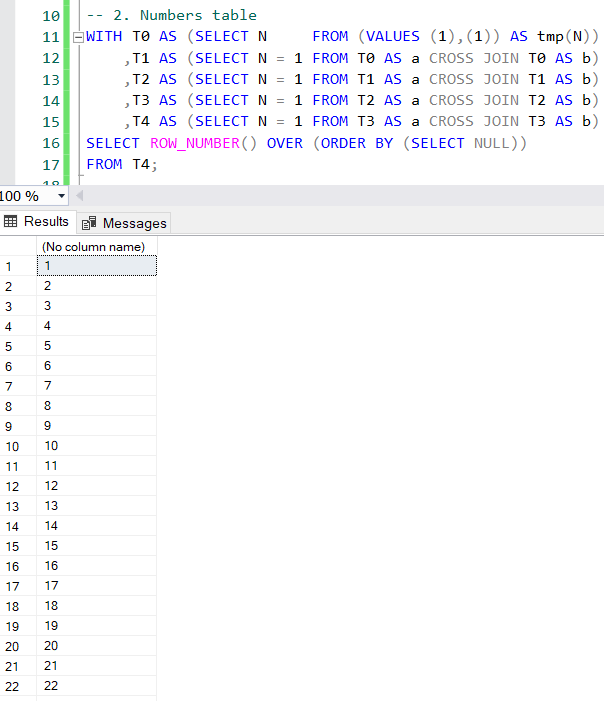 10 -- 2. Numbers table
11 WITH T0 AS (SELECT N     FROM (VALUES (1),(1)) AS tmp(N))
12     ,T1 AS (SELECT N = 1 FROM T0 AS a CROSS JOIN T0 AS b)
13     ,T2 AS (SELECT N = 1 FROM T1 AS a CROSS JOIN T1 AS b)
14     ,T3 AS (SELECT N = 1 FROM T2 AS a CROSS JOIN T2 AS b)
15     ,T4 AS (SELECT N = 1 FROM T3 AS a CROSS JOIN T3 AS b)
16 SELECT ROW_NUMBER() OVER (ORDER BY (SELECT NULL))
17 FROM T4;
18
100 %
Results Messages
(No column name)
1 1
2 2
3 3
4 4
5 5
6 6
7 7
8 8
9 9
10 10
11 11
12 12
13 13
14 14
15 15
16 16
17 17
18 18
19 19
20 20
21 21
22 22